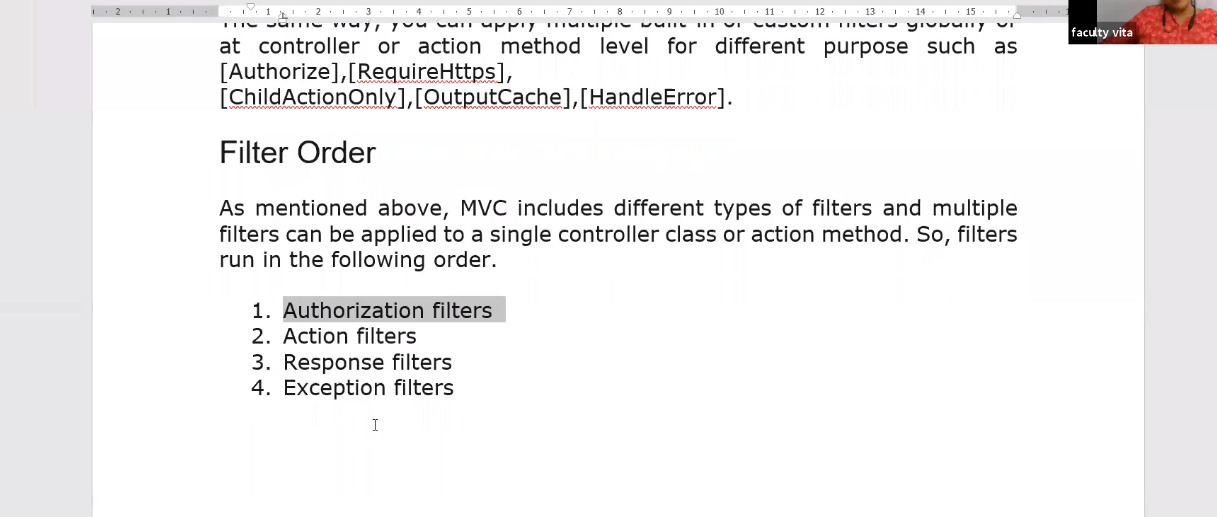 2 1 1 2 3 4 5 6 7 8 9 10 11 12 13 14 15
The same way, you can apply multiple built-in or custom filters globally or
faculty vita
at controller or action method level for different purpose such as
[Authorize],[RequireHttps],
[ChildActionOnly],[OutputCache],[HandleError].
Filter Order
As mentioned above, MVC includes different types of filters and multiple
filters can be applied to a single controller class or action method. So, filters
run in the following order.
1. Authorization filters
2. Action filters
3. Response filters
4. Exception filters